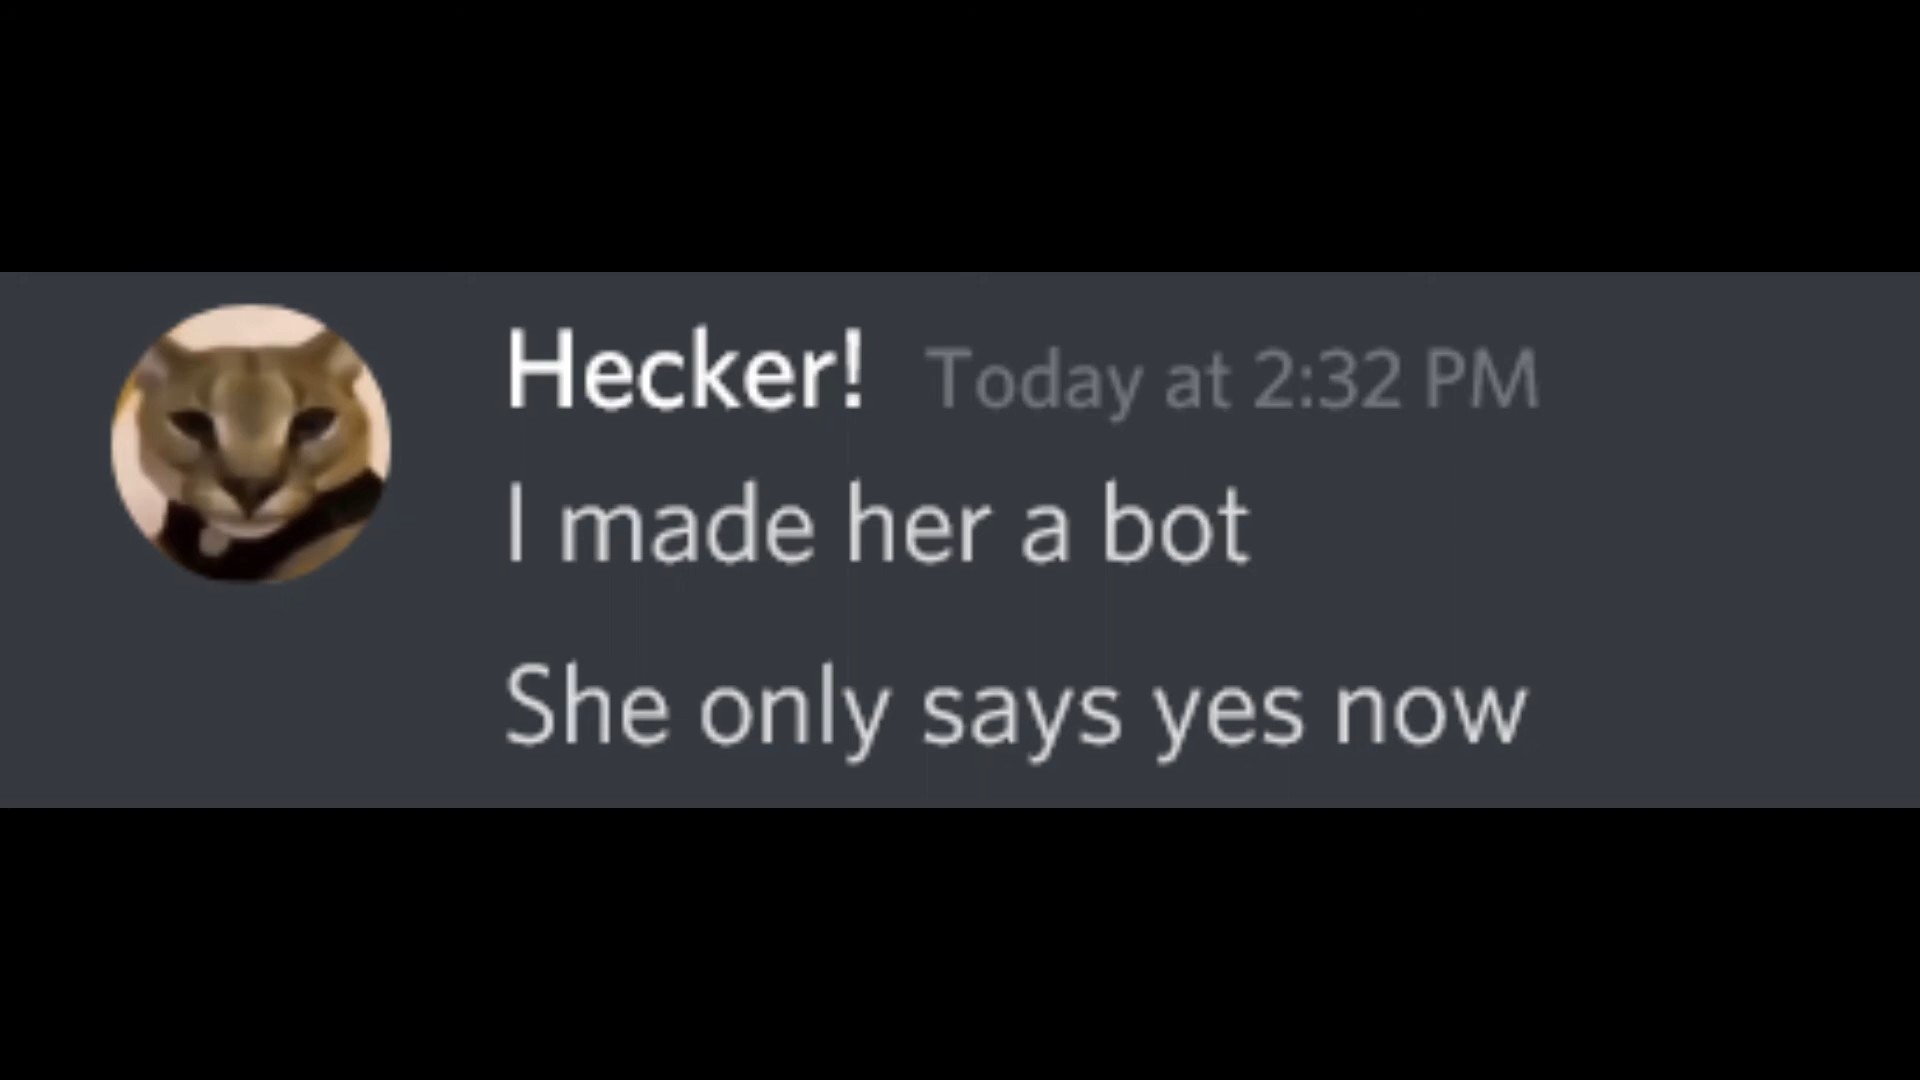 Hecker! Today at 2:32 PM
I made her a bot
She only says yes now